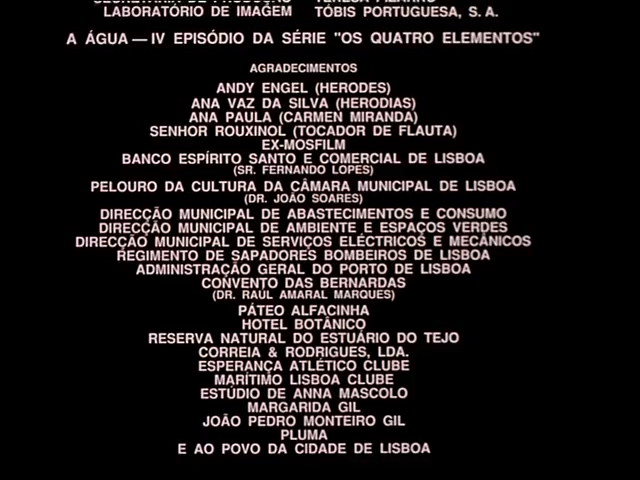 SECRETÁRIA DE PRODUÇÃO TERESA PIZARRO
LABORATÓRIO DE IMAGEM TÓBIS PORTUGUESA, S. A.
A ÁGUA — IV EPISÓDIO DA SÉRIE "OS QUATRO ELEMENTOS"
AGRADECIMENTOS
ANDY ENGEL (HERODES)
ANA VAZ DA SILVA (HERODIAS)
ANA PAULA (CARMEN MIRANDA)
SENHOR ROUXINOL (TOCADOR DE FLAUTA)
EX-MOSFILM
BANCO ESPÍRITO SANTO E COMERCIAL DE LISBOA
(SR. FERNANDO LOPES)
PELOURO DA CULTURA DA CÂMARA MUNICIPAL DE LISBOA
(DR. JOÃO SOARES)
DIRECÇÃO MUNICIPAL DE ABASTECIMENTOS E CONSUMO
DIRECÇÃO MUNICIPAL DE AMBIENTE E ESPAÇOS VERDES
DIRECÇÃO MUNICIPAL DE SERVIÇOS ELÉCTRICOS E MECÂNICOS
REGIMENTO DE SAPADORES BOMBEIROS DE LISBOA
ADMINISTRAÇÃO GERAL DO PORTO DE LISBOA
CONVENTO DAS BERNARDAS
(DR. RAÚL AMARAL MARQUES)
PÁTEO ALFACINHA
HOTEL BOTÂNICO
RESERVA NATURAL DO ESTUÁRIO DO TEJO
CORREIA & RODRIGUES, LDA.
ESPERANÇA ATLÉTICO CLUBE
MARÍTIMO LISBOA CLUBE
ESTÚDIO DE ANNA MASCOLO
MARGARIDA GIL
JOÃO PEDRO MONTEIRO GIL
PLUMA
E AO POVO DA CIDADE DE LISBOA